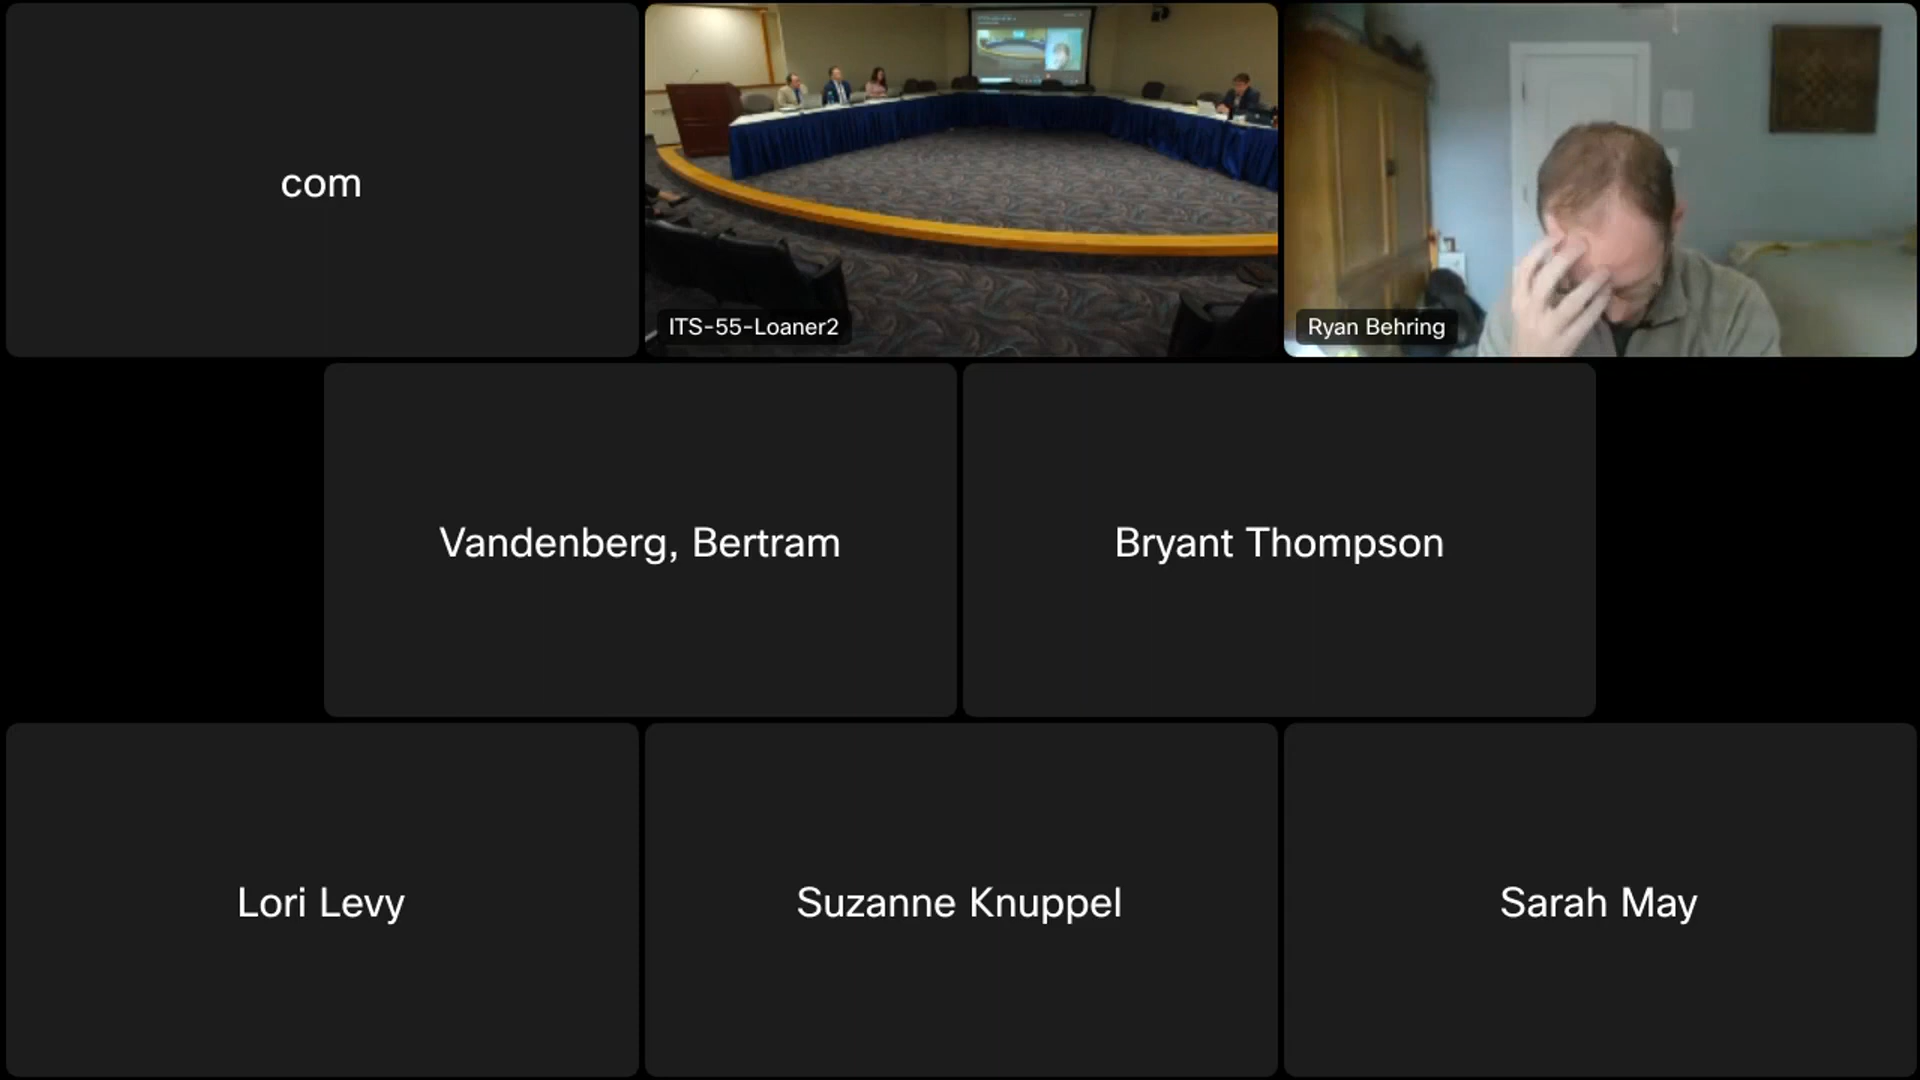 com
ITS-55-Loaner2
Ryan Behring
Vandenberg, Bertram
Bryant Thompson
Lori Levy
Suzanne Knuppel
Sarah May